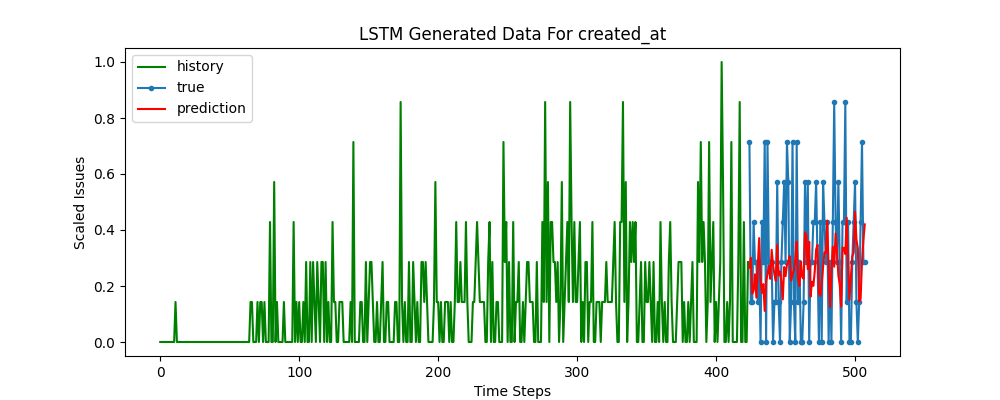 LSTM Generated Data For created_at
history
true
prediction
1.0
0.8
0.6
0.4
0.2
0.0
Scaled Issues
0 100 200 300 400 500
Time Steps